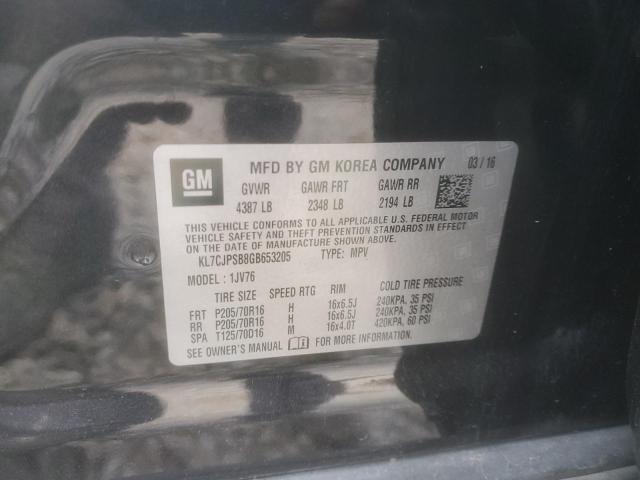 GM
MFD BY GM KOREA COMPANY 03 / 16
GVWR GAWR FRT GAWR RR
4387 LB 2348 LB 2194 LB
THIS VEHICLE CONFORMS TO ALL APPLICABLE U.S. FEDERAL MOTOR
VEHICLE SAFETY AND THEFT PREVENTION STANDARDS IN EFFECT
ON THE DATE OF MANUFACTURE SHOWN ABOVE.
KL7CJPSB8GB653205 TYPE: MPV
MODEL : 1JV76
TIRE SIZE SPEED RTG RIM COLD TIRE PRESSURE
FRT P205/70R16 H 16x6.5J 240KPA, 35 PSI
RR P205/70R16 H 16x6.5J 240KPA, 35 PSI
SPA T125/70D16 M 16x4.0T 420KPA, 60 PSI
SEE OWNER'S MANUAL FOR MORE INFORMATION.